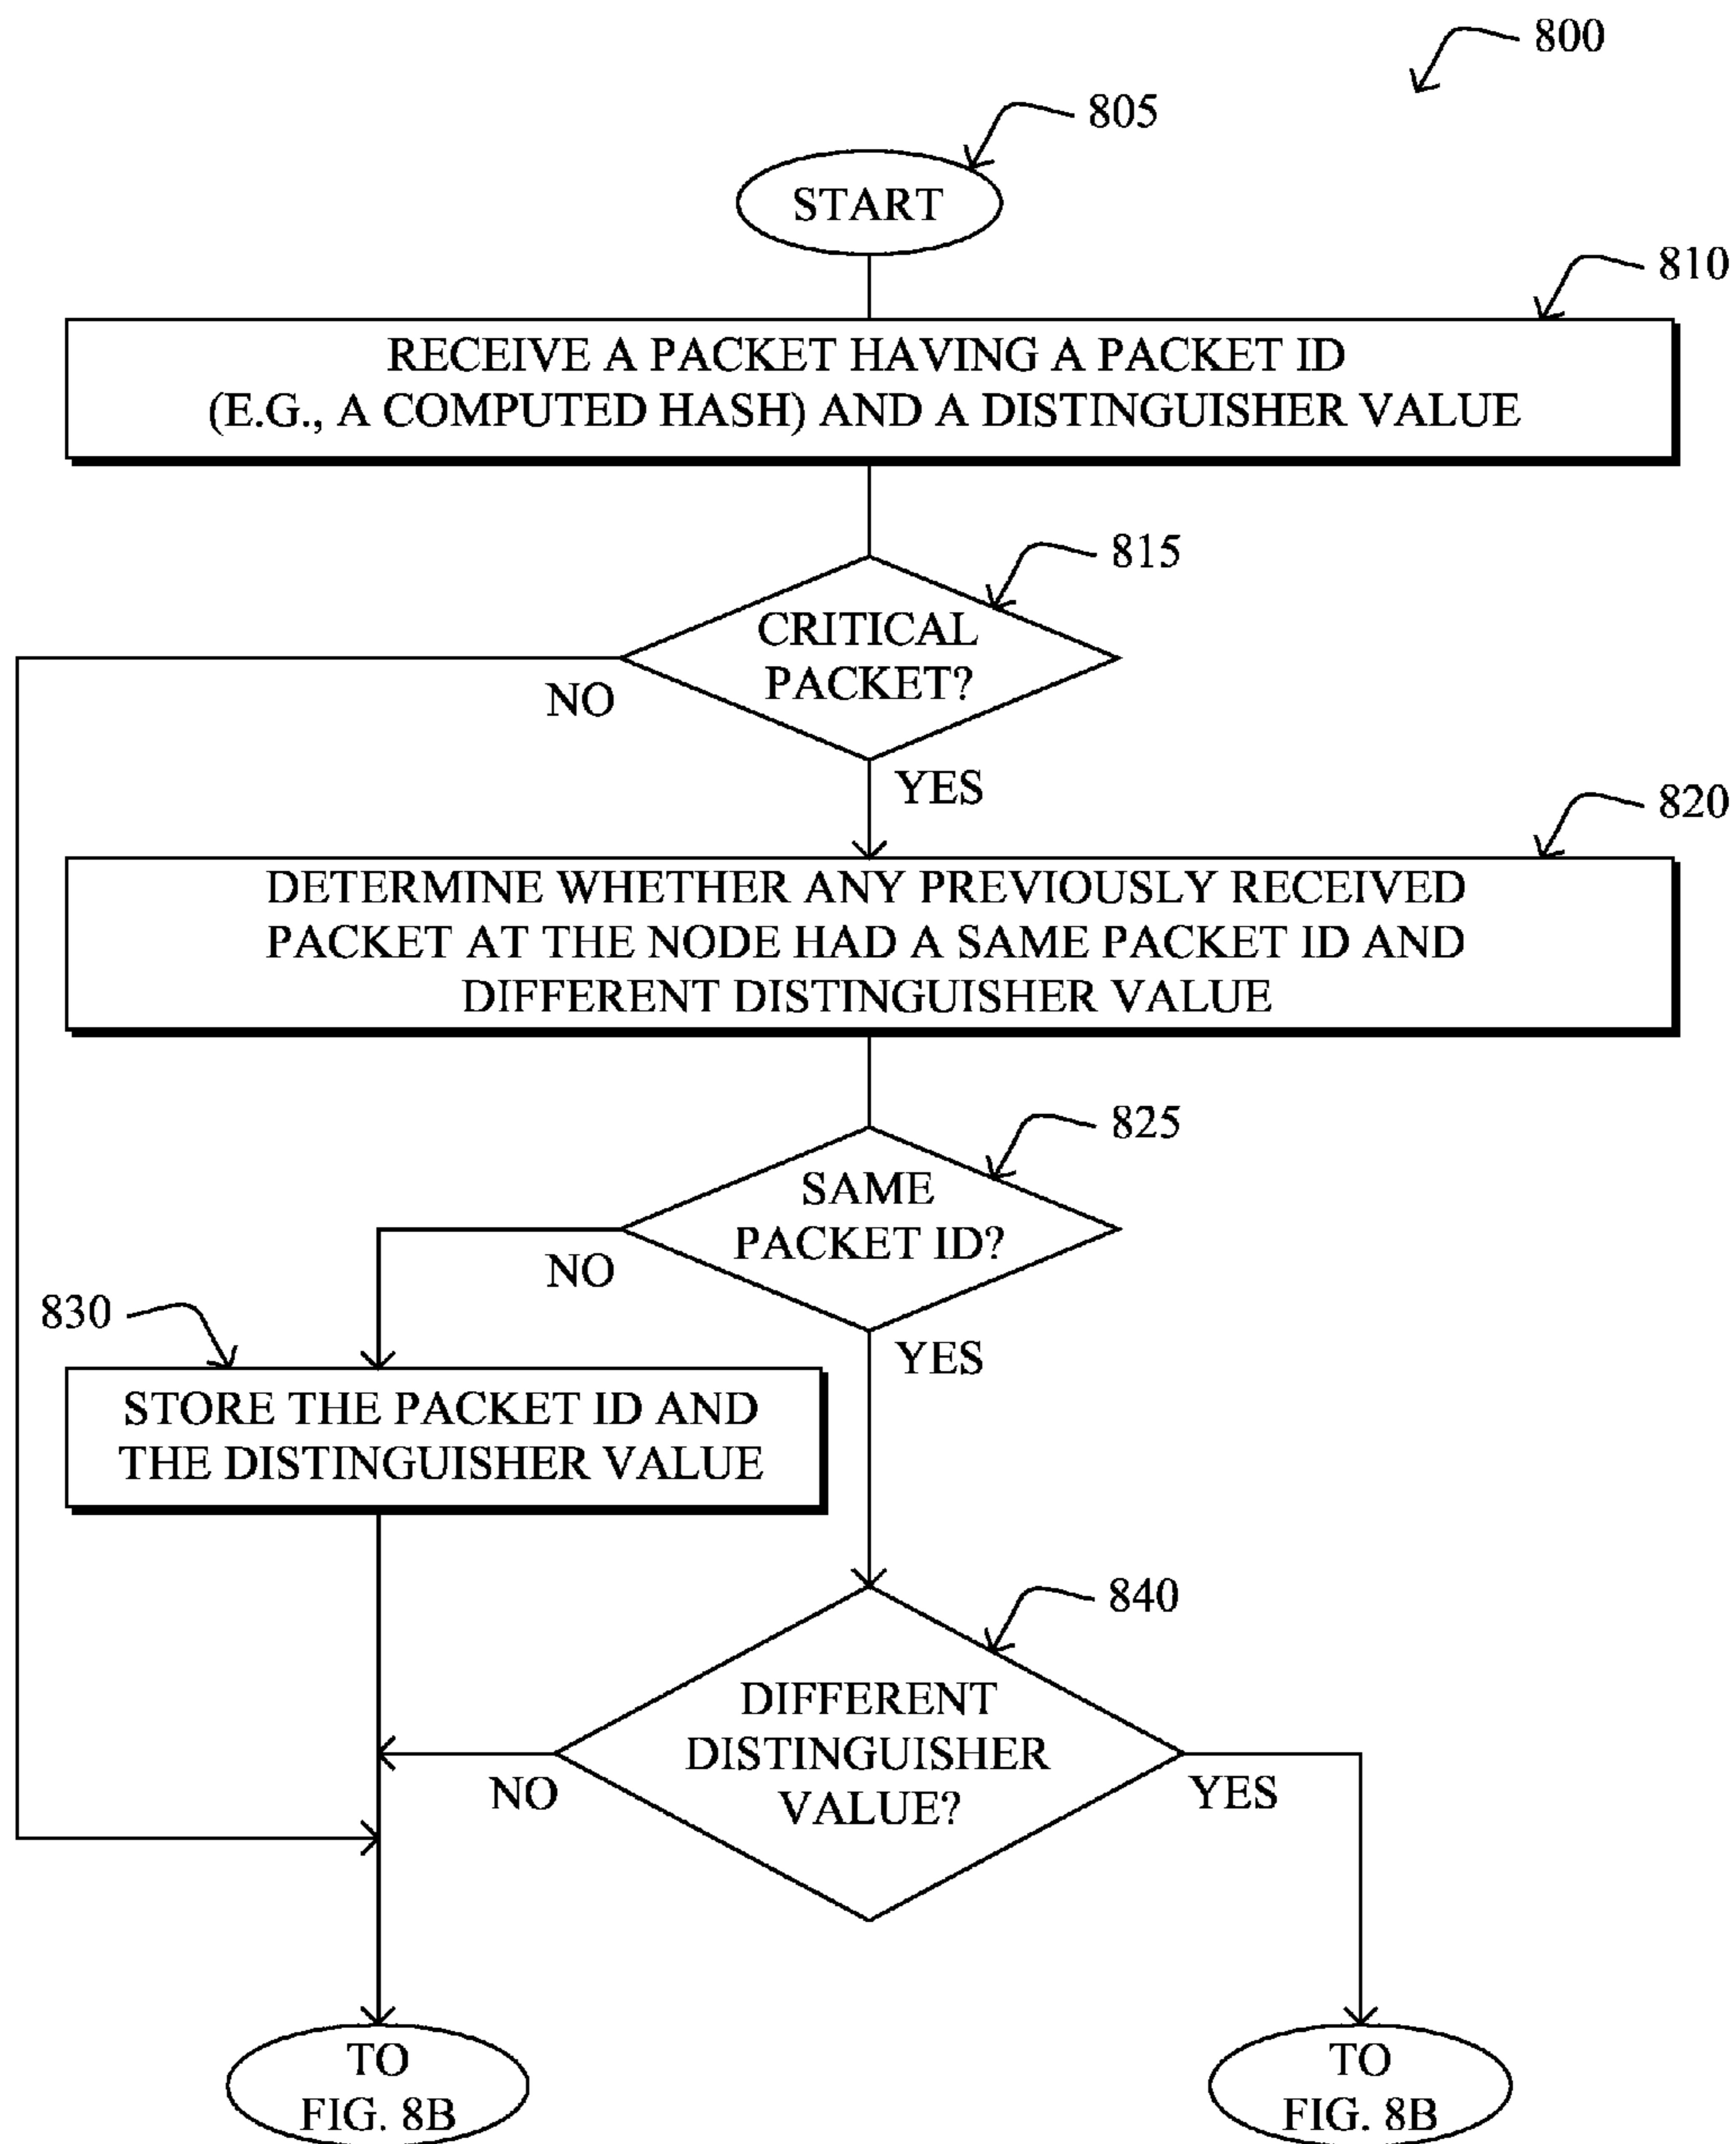 800
805
START
810
RECEIVE A PACKET HAVING A PACKET ID
(E.G., A COMPUTED HASH) AND A DISTINGUISHER VALUE
815
CRITICAL
PACKET?
NO
YES
820
DETERMINE WHETHER ANY PREVIOUSLY RECEIVED
PACKET AT THE NODE HAD A SAME PACKET ID AND
DIFFERENT DISTINGUISHER VALUE
825
SAME
PACKET ID?
NO
YES
830
STORE THE PACKET ID AND
THE DISTINGUISHER VALUE
840
DIFFERENT
DISTINGUISHER
VALUE?
NO
YES
TO
FIG. 8B
TO
FIG. 8B